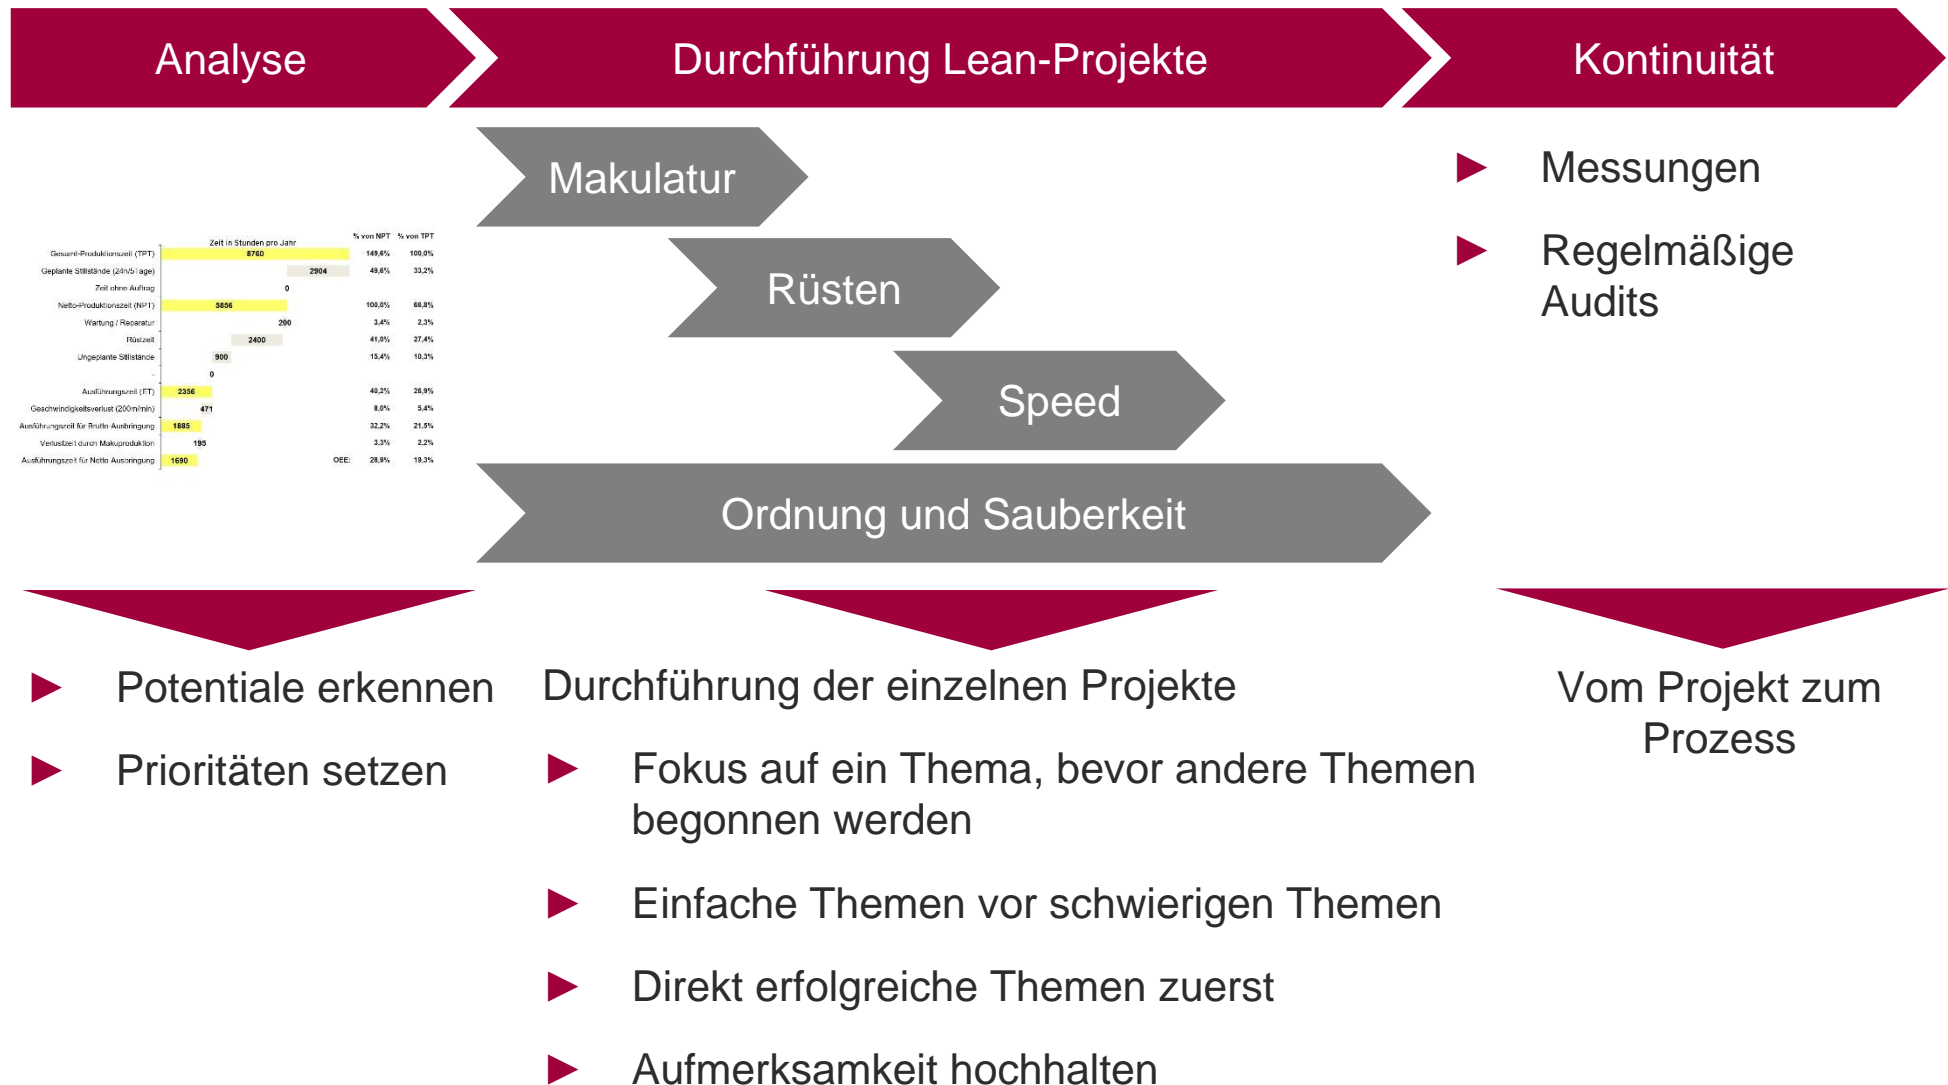 Analyse
Durchführung Lean-Projekte
Kontinuität
Zeit in Stunden pro Jahr
% von NPT % von TPT
Gesamt-Produktionszeit (TPT) 8760 149,6% 100,0%
Geplante Stillstände (24h/5Tage) 2904 49,6% 33,2%
Zeit ohne Auftrag 0
Netto-Produktionszeit (NPT) 5856 100,0% 66,8%
Wartung / Reparatur 200 3,4% 2,3%
Rüstzeit 2400 41,0% 27,4%
Ungeplante Stillstände 900 15,4% 10,3%
- 0
Ausführungszeit (ET) 2356 40,2% 26,9%
Geschwindigkeitsverlust (200m/min) 471 8,0% 5,4%
Ausführungszeit für Brutto-Ausbringung 1885 32,2% 21,5%
Verlustzeit durch Makuproduktion 195 3,3% 2,2%
Ausführungszeit für Netto-Ausbringung 1690 OEE: 28,9% 19,3%
Makulatur
Rüsten
Speed
Ordnung und Sauberkeit
► Messungen
► Regelmäßige
Audits
► Potentiale erkennen
► Prioritäten setzen
Durchführung der einzelnen Projekte
► Fokus auf ein Thema, bevor andere Themen
begonnen werden
► Einfache Themen vor schwierigen Themen
► Direkt erfolgreiche Themen zuerst
► Aufmerksamkeit hochhalten
Vom Projekt zum
Prozess